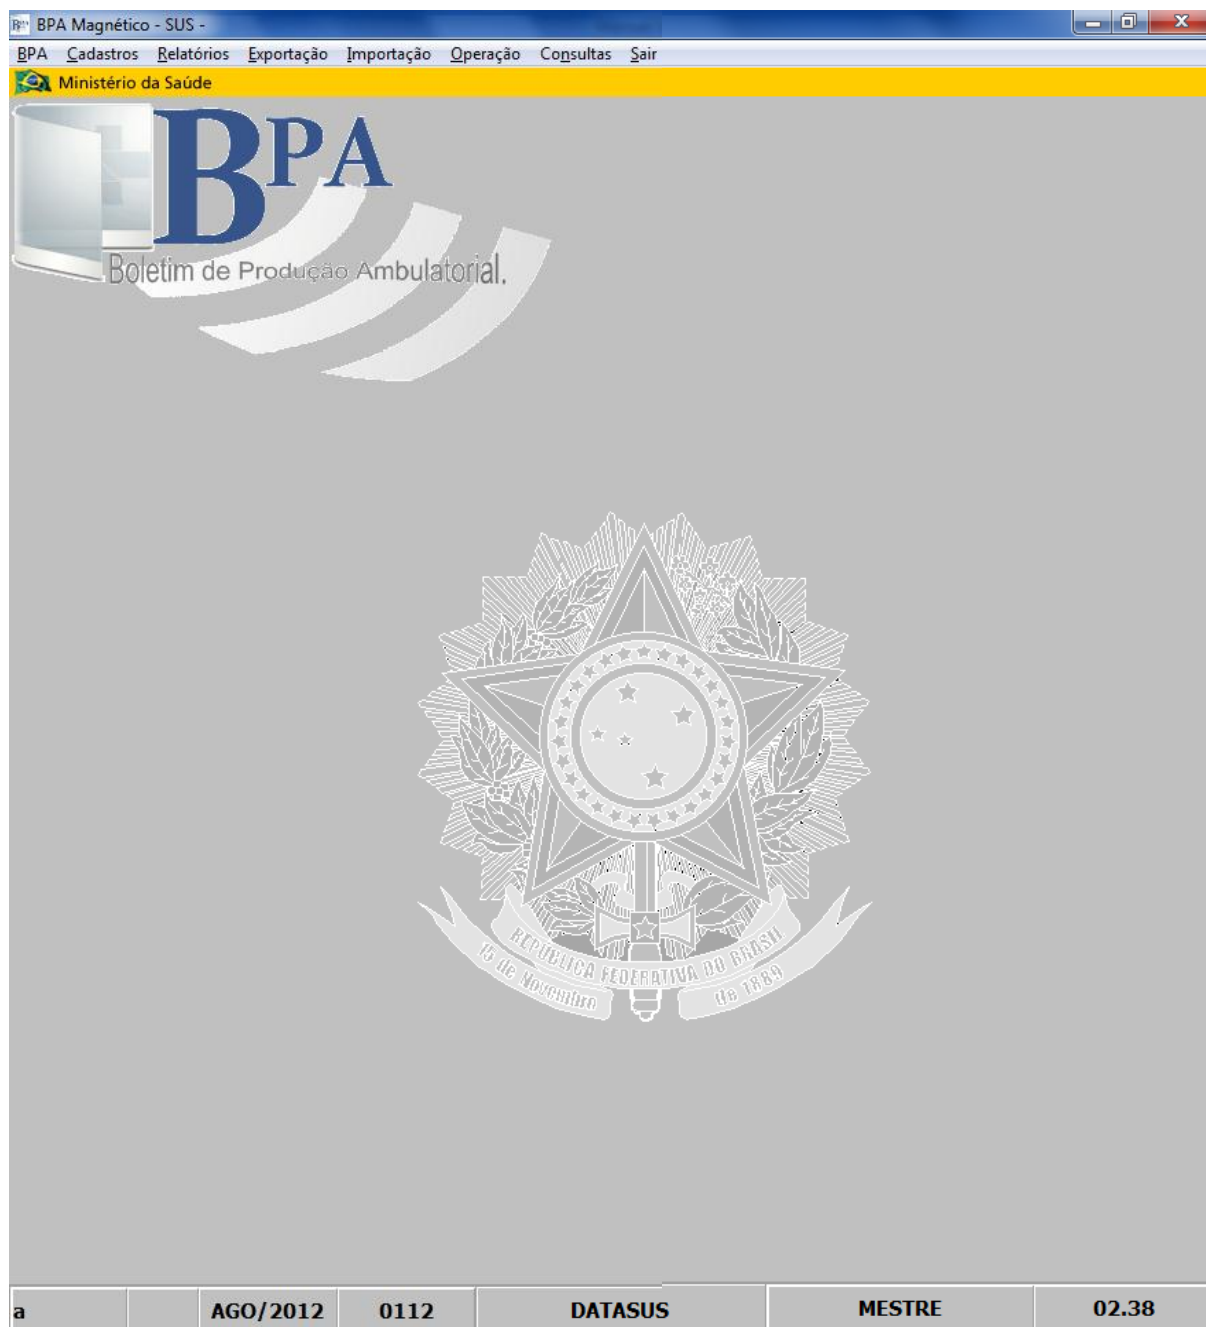 BPA Magnético - SUS -
BPA Cadastros Relatórios Exportação Importação Operação Consultas Sair
Ministério da Saúde
BPA
Boletim de Produção Ambulatorial.
REPÚBLICA FEDERATIVA DO BRASIL
15 de Novembro de 1889
a AGO/2012 0112 DATASUS MESTRE 02.38